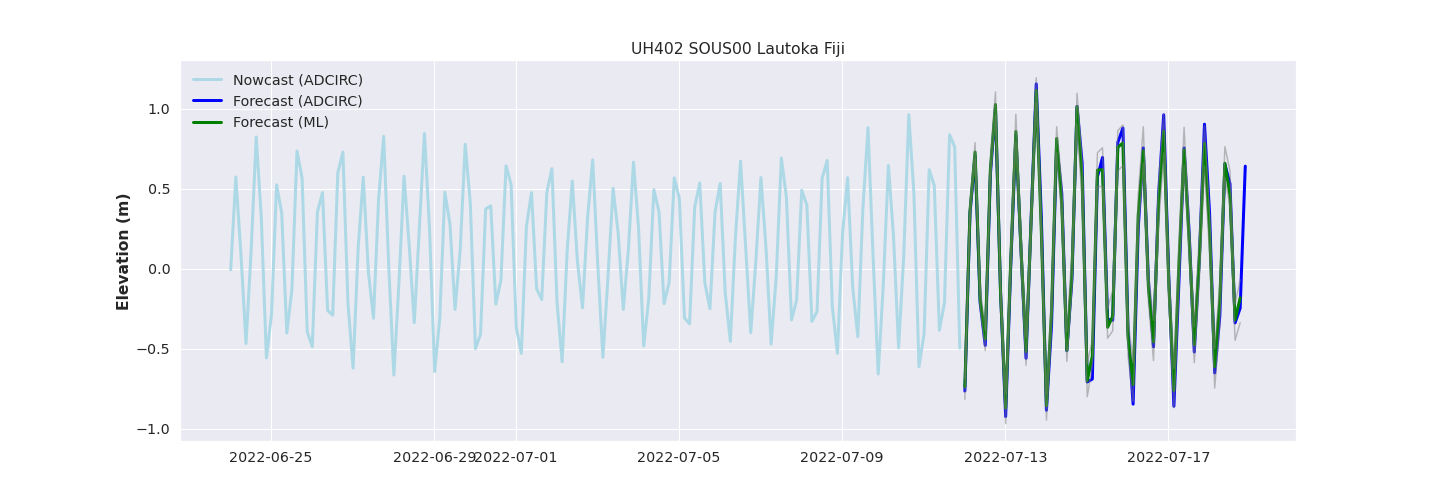 UH402 SOUS00 Lautoka Fiji
Nowcast (ADCIRC)
Forecast (ADCIRC)
Forecast (ML)
Elevation (m)
1.0
0.5
0.0
−0.5
−1.0
2022-06-25 2022-06-29 2022-07-01 2022-07-05 2022-07-09 2022-07-13 2022-07-17